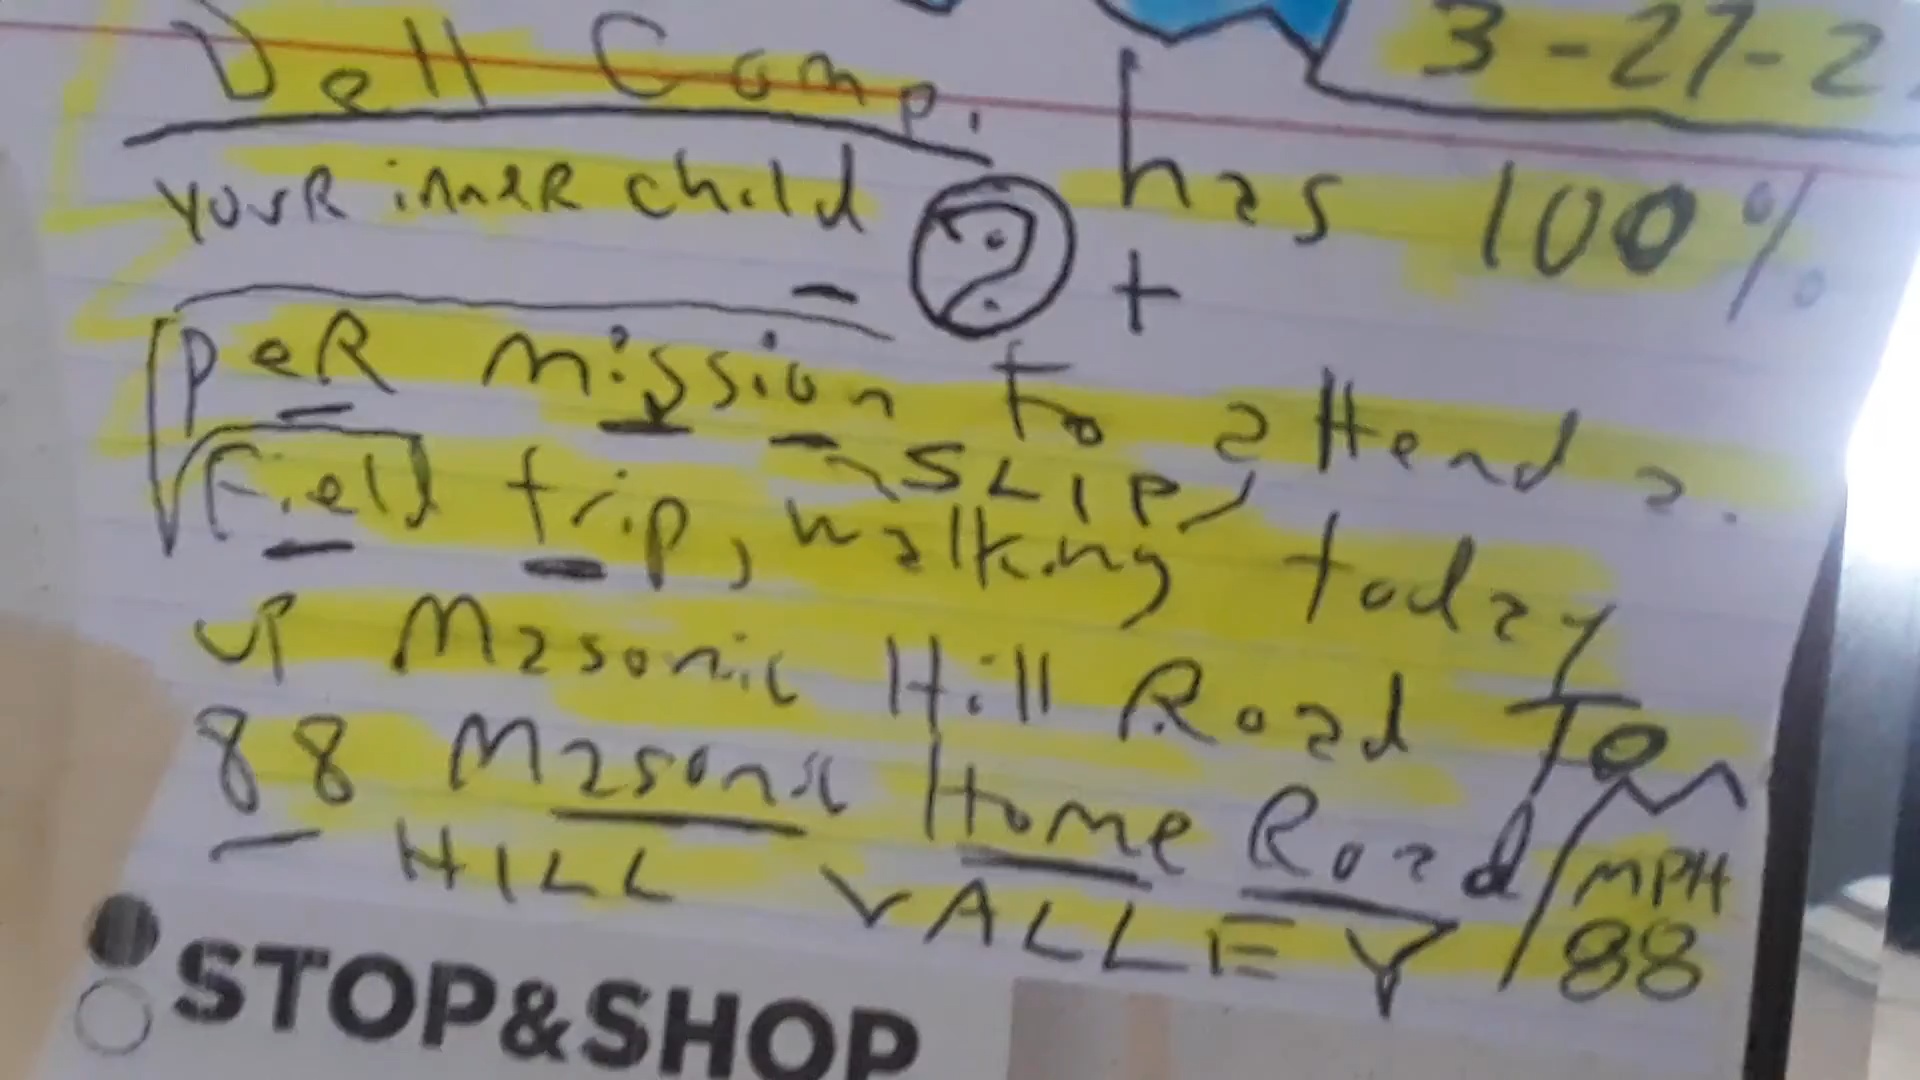 3-27-2
Dell Comp.
youR inneR child has 100%
- +
peR mission to attend a.
SLIP,
Field trip, walking today
up Masonic Hill Road To
88 Masonic Home Road
MPH
HILL VALLEY
88
STOP&SHOP